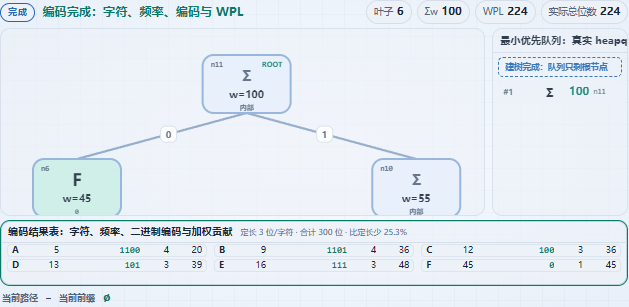 完成 编码完成：字符、频率、编码与 WPL 叶子 6 Σw 100 WPL 224 实际总位数 224
最小优先队列：真实 heapq
建树完成：队列只剩根节点
#1 Σ 100 n11
n11 ROOT
Σ
w=100
内部
0 1
n6 n10
F Σ
w=45 w=55
0 内部
编码结果表：字符、频率、二进制编码与加权贡献 定长 3 位/字符 · 合计 300 位 · 比定长少 25.3%
A 5 1100 4 20 B 9 1101 4 36 C 12 100 3 36
D 13 101 3 39 E 16 111 3 48 F 45 0 1 45
当前路径 – 当前前缀 ∅